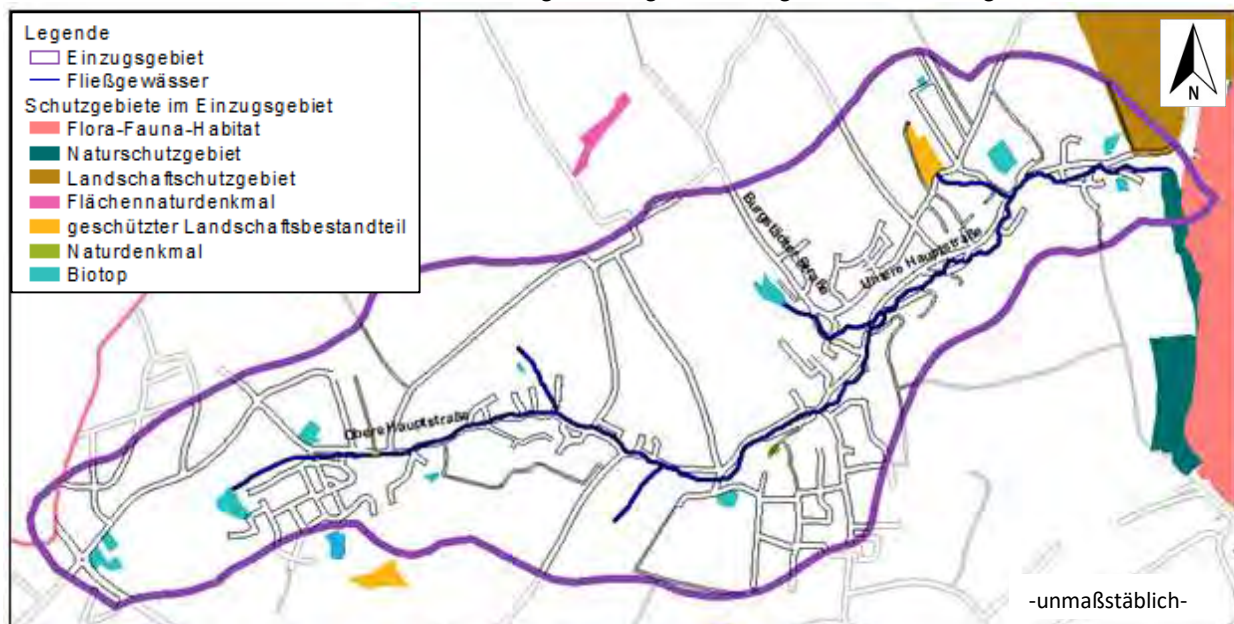 Legende
Einzugsgebiet
Fließgewässer
Schutzgebiete im Einzugsgebiet
Flora-Fauna-Habitat
Naturschutzgebiet
Landschaftschutzgebiet
Flächennaturdenkmal
geschützter Landschaftsbestandteil
Naturdenkmal
Biotop
N
Burgstädter Straße
Untere Hauptstraße
Obere Hauptstraße
-unmaßstäblich-